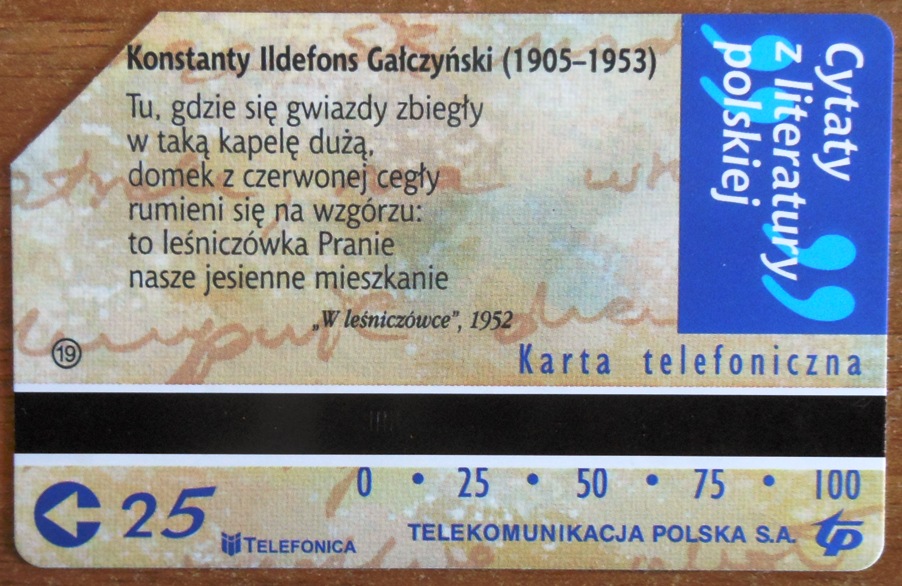 Konstanty Ildefons Gałczyński (1905–1953)
Tu, gdzie się gwiazdy zbiegły
w taką kapelę dużą,
domek z czerwonej cegły
rumieni się na wzgórzu:
to leśniczówka Pranie
nasze jesienne mieszkanie
„W leśniczówce”, 1952
Cytaty
z literatury
polskiej
19
Karta telefoniczna
0 • 25 • 50 • 75 • 100
25
TELEFÓNICA
TELEKOMUNIKACJA POLSKA S.A. tp